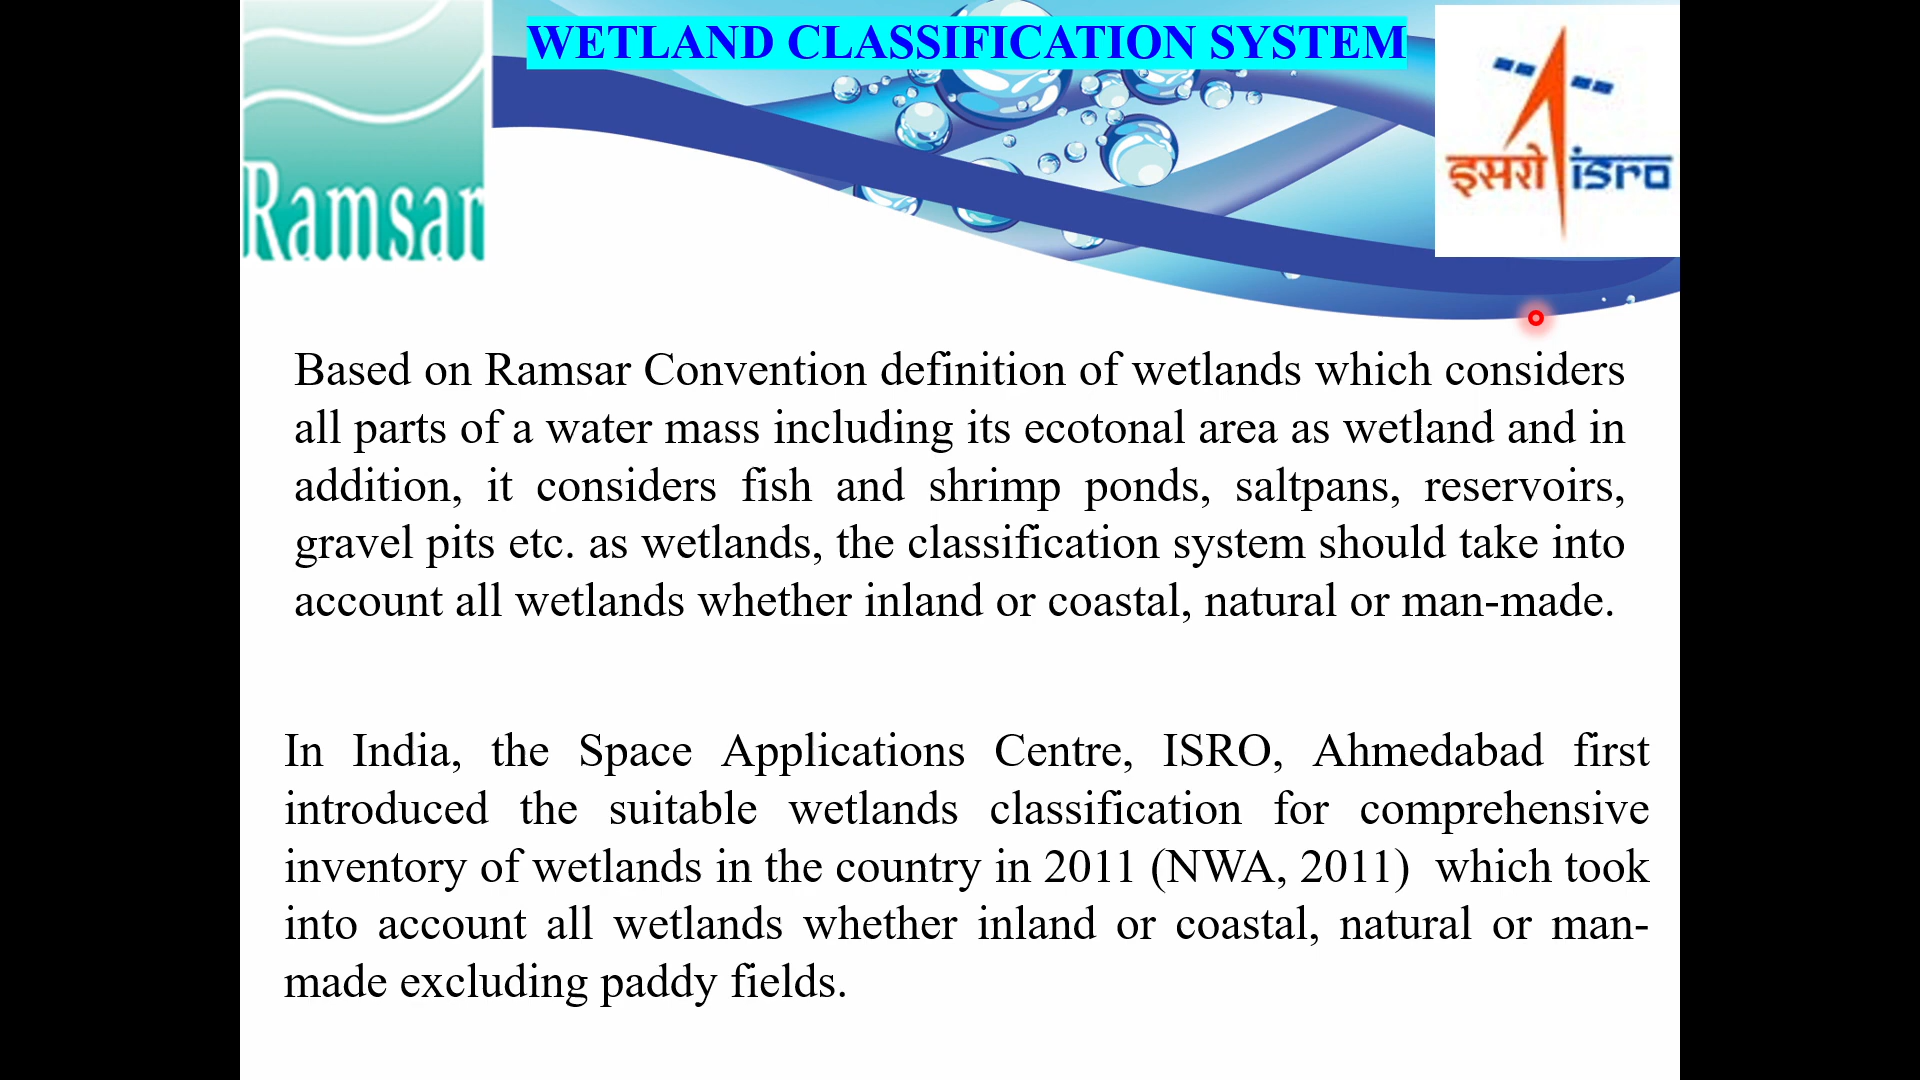 WETLAND CLASSIFICATION SYSTEM
Ramsar
इसरो isro
Based on Ramsar Convention definition of wetlands which considers
all parts of a water mass including its ecotonal area as wetland and in
addition, it considers fish and shrimp ponds, saltpans, reservoirs,
gravel pits etc. as wetlands, the classification system should take into
account all wetlands whether inland or coastal, natural or man-made.
In India, the Space Applications Centre, ISRO, Ahmedabad first
introduced the suitable wetlands classification for comprehensive
inventory of wetlands in the country in 2011 (NWA, 2011) which took
into account all wetlands whether inland or coastal, natural or man-
made excluding paddy fields.